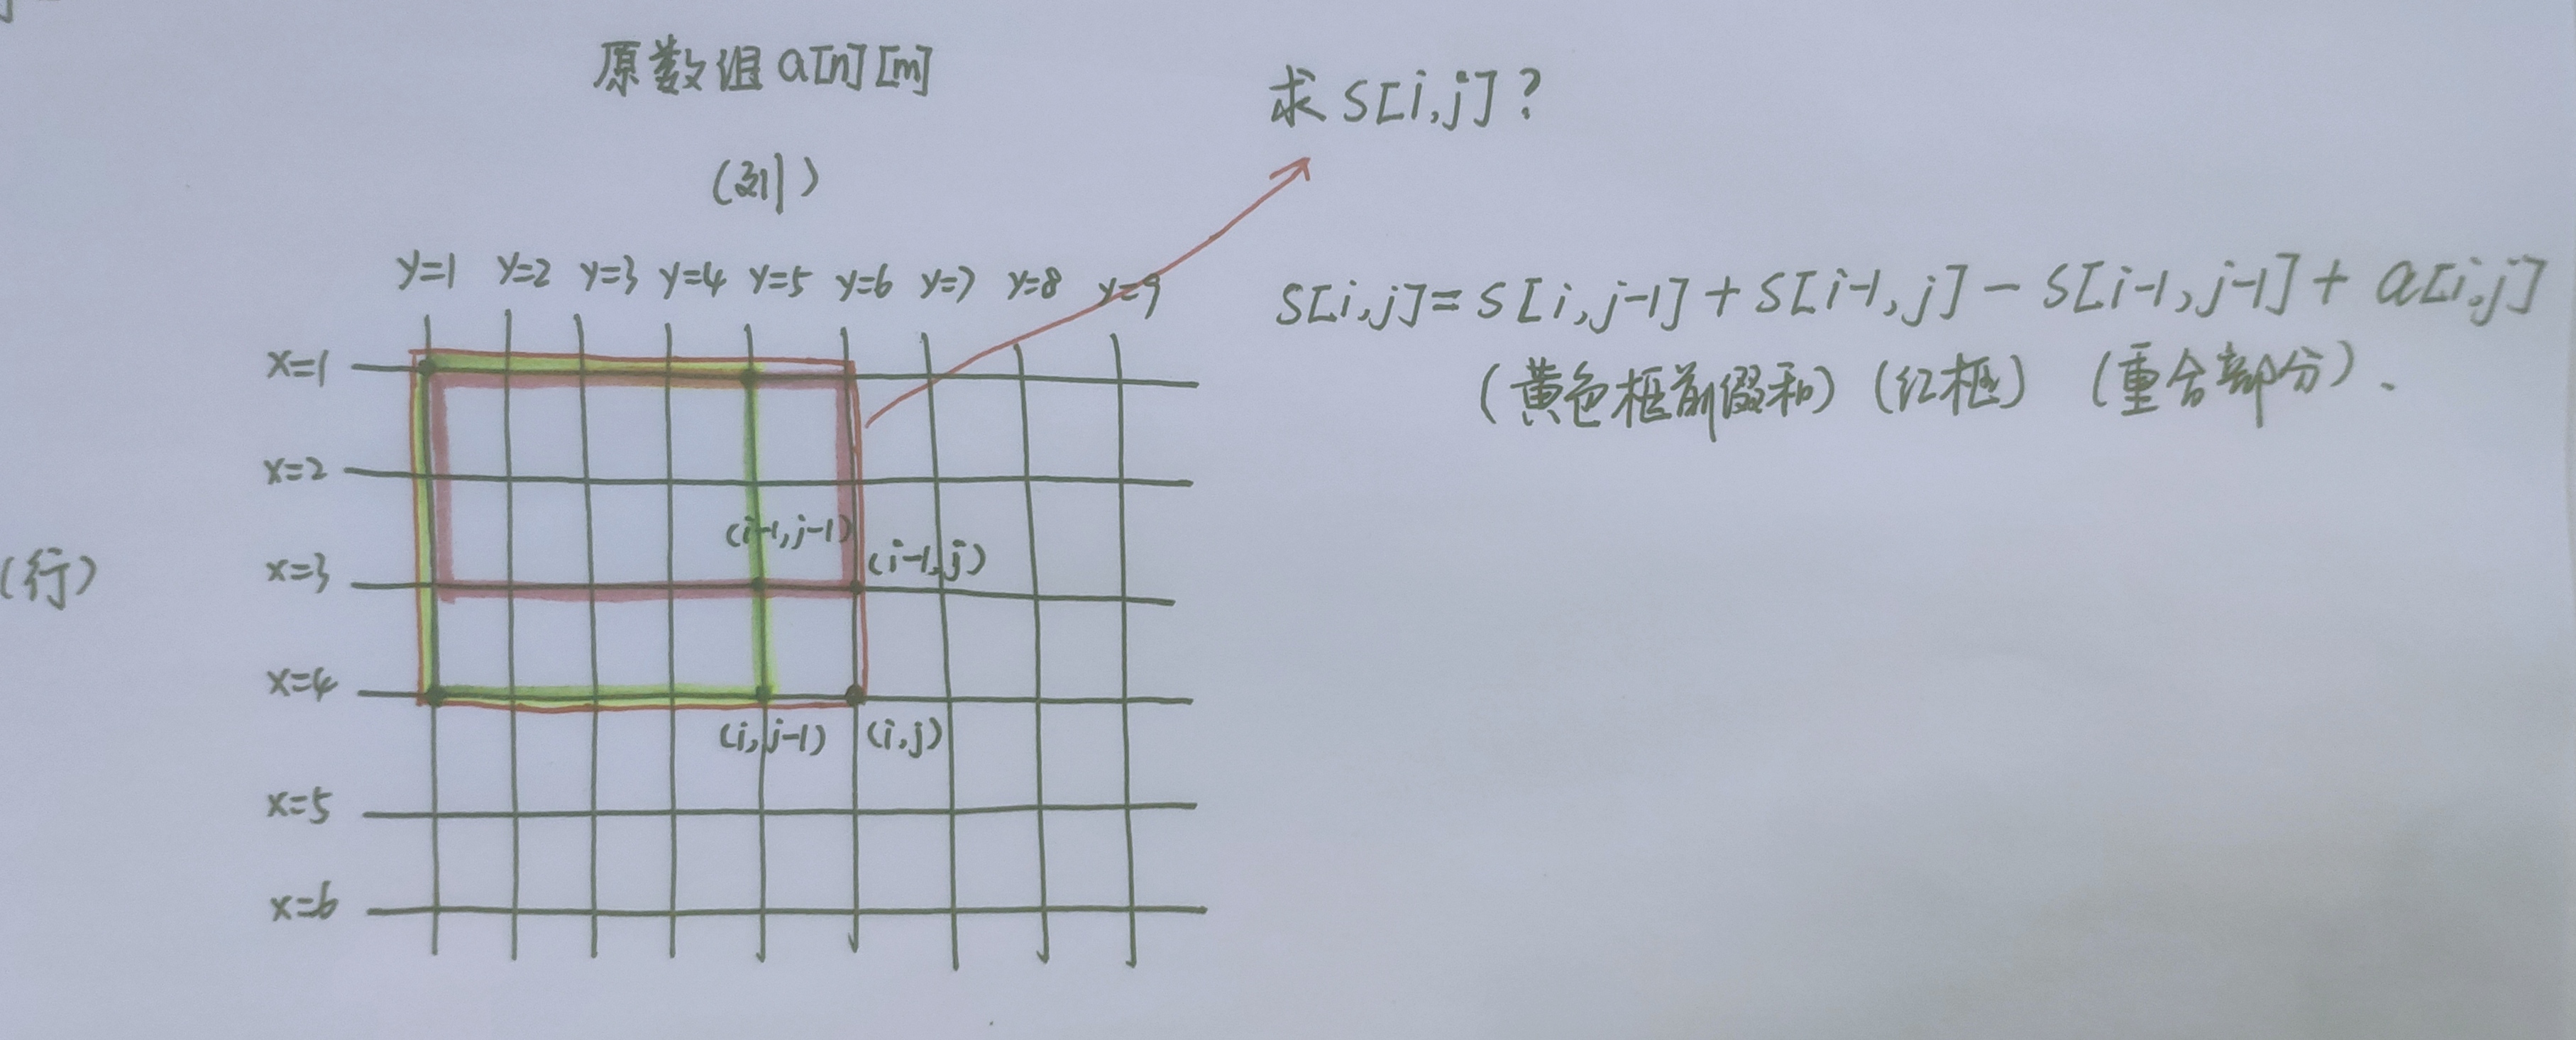 原数组 a[n][m]
求 S[i,j]?
(列)
y=1 y=2 y=3 y=4 y=5 y=6 y=7 y=8 y=9
S[i,j]=S[i,j-1]+S[i-1,j]-S[i-1,j-1]+a[i,j]
(黄色框前缀和)(红框) (重合部分).
x=1
x=2
(i-1,j-1)
(i-1,j)
x=3
(行)
x=4
(i,j-1) (i,j)
x=5
x=6